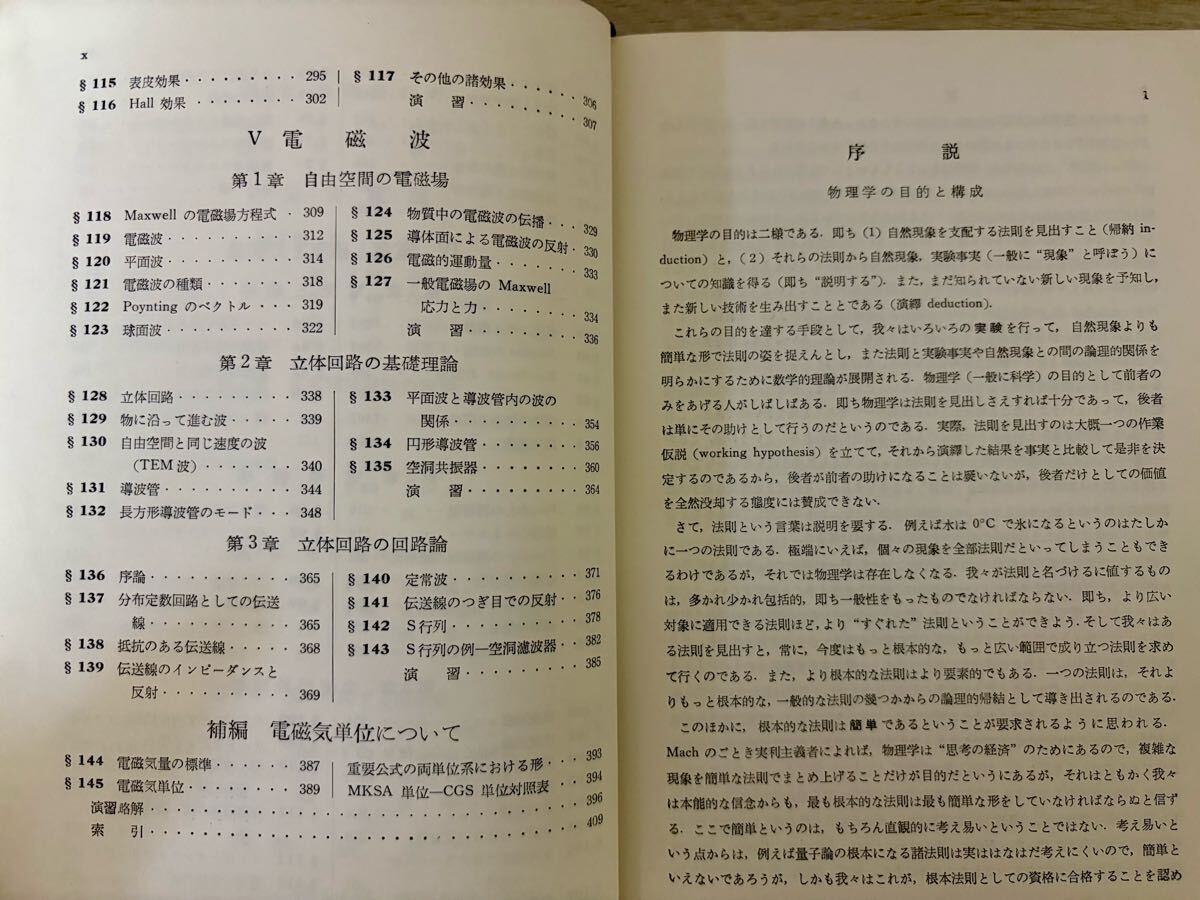 x
§ 115 表皮効果・・・・・・・・・ 295
§ 116 Hall 効果 ・・・・・・・・ 302
§ 117 その他の諸効果・・・・・・ 306
演　習・・・・・・・・ 307
V 電　磁　波
第1章 自由空間の電磁場
§ 118 Maxwell の電磁場方程式 ・ 309
§ 119 電磁波・・・・・・・・・・ 312
§ 120 平面波・・・・・・・・・・ 314
§ 121 電磁波の種類・・・・・・・ 318
§ 122 Poynting のベクトル ・・・・ 319
§ 123 球面波・・・・・・・・・・ 322
§ 124 物質中の電磁波の伝播・・・ 329
§ 125 導体面による電磁波の反射・ 330
§ 126 電磁的運動量・・・・・・・ 333
§ 127 一般電磁場の Maxwell
応力と力・・・・・・・ 334
演　習・・・・・・・・ 336
第2章 立体回路の基礎理論
§ 128 立体回路・・・・・・・・・ 338
§ 129 物に沿って進む波・・・・・ 339
§ 130 自由空間と同じ速度の波
(TEM波)・・・・・・・ 340
§ 131 導波管・・・・・・・・・・ 344
§ 132 長方形導波管のモード・・・ 348
§ 133 平面波と導波管内の波の
関係・・・・・・・・・ 354
§ 134 円形導波管・・・・・・・・ 356
§ 135 空洞共振器・・・・・・・・ 360
演　習・・・・・・・・・ 364
第3章 立体回路の回路論
§ 136 序論・・・・・・・・・・・ 365
§ 137 分布定数回路としての伝送
線・・・・・・・・・・ 365
§ 138 抵抗のある伝送線・・・・・ 368
§ 139 伝送線のインピーダンスと
反射・・・・・・・・・ 369
§ 140 定常波・・・・・・・・・・ 371
§ 141 伝送線のつぎ目での反射・・ 376
§ 142 S行列・・・・・・・・・・ 378
§ 143 S行列の例—空洞濾波器・・ 382
演　習・・・・・・・・・ 385
補編 電磁気単位について
§ 144 電磁気量の標準・・・・・・ 387
§ 145 電磁気単位・・・・・・・・ 389
重要公式の両単位系における形・・ 393
MKSA 単位—CGS 単位対照表・・ 394
演習略解・・・・・・・・・・・・・・・・・・・・・・・・・・ 396
索　引・・・・・・・・・・・・・・・・・・・・・・・・・・・ 409
i
序　　説
物理学の目的と構成
物理学の目的は二様である．即ち (1) 自然現象を支配する法則を見出すこと (帰納 in-
duction) と，(2) それらの法則から自然現象，実験事実 (一般に “現象” と呼ぼう) に
ついての知識を得る (即ち “説明する”)．また，まだ知られていない新しい現象を予知し，
また新しい技術を生み出すこととである (演繹 deduction)．
これらの目的を達する手段として，我々はいろいろの実験を行って，自然現象よりも
簡単な形で法則の姿を捉えんとし，また法則と実験事実や自然現象との間の論理的関係を
明らかにするために数学的理論が展開される．物理学 (一般に科学) の目的として前者の
みをあげる人がしばしばある．即ち物理学は法則を見出しさえすれば十分であって，後者
は単にその助けとして行うのだというのである．実際，法則を見出すのは大概一つの作業
仮説 (working hypothesis) を立てて，それから演繹した結果を事実と比較して是非を決
定するのであるから，後者が前者の助けになることは疑いないが，後者だけとしての価値
を全然没却する態度には賛成できない．
さて，法則という言葉は説明を要する．例えば水は 0°C で氷になるというのはたしか
に一つの法則である．極端にいえば，個々の現象を全部法則だといってしまうこともでき
るわけであるが，それでは物理学は存在しなくなる．我々が法則と名づけるに値するもの
は，多かれ少かれ包括的，即ち一般性をもったものでなければならない．即ち，より広い
対象に適用できる法則ほど，より “すぐれた” 法則ということができよう．そして我々はあ
る法則を見出すと，常に，今度はもっと根本的な，もっと広い範囲で成り立つ法則を求め
て行くのである．また，より根本的な法則はより要素的でもある．一つの法則は，それよ
りもっと根本的な，一般的な法則の幾つかからの論理的帰結として導き出されるのである．
このほかに，根本的な法則は簡単であるということが要求されるように思われる．
Mach のごとき実利主義者によれば，物理学は “思考の経済” のためにあるので，複雑な
現象を簡単な法則でまとめ上げることだけが目的だというにあるが，それはともかく我々
は本能的な信念からも，最も根本的な法則は最も簡単な形をしていなければならぬと信ず
る．ここで簡単というのは，もちろん直観的に考え易いということではない．考え易いと
いう点からは，例えば量子論の根本になる諸法則は実ははなはだ考えにくいので，簡単と
いえないであろうが，しかも我々はこれが，根本法則としての資格に合格することを認め